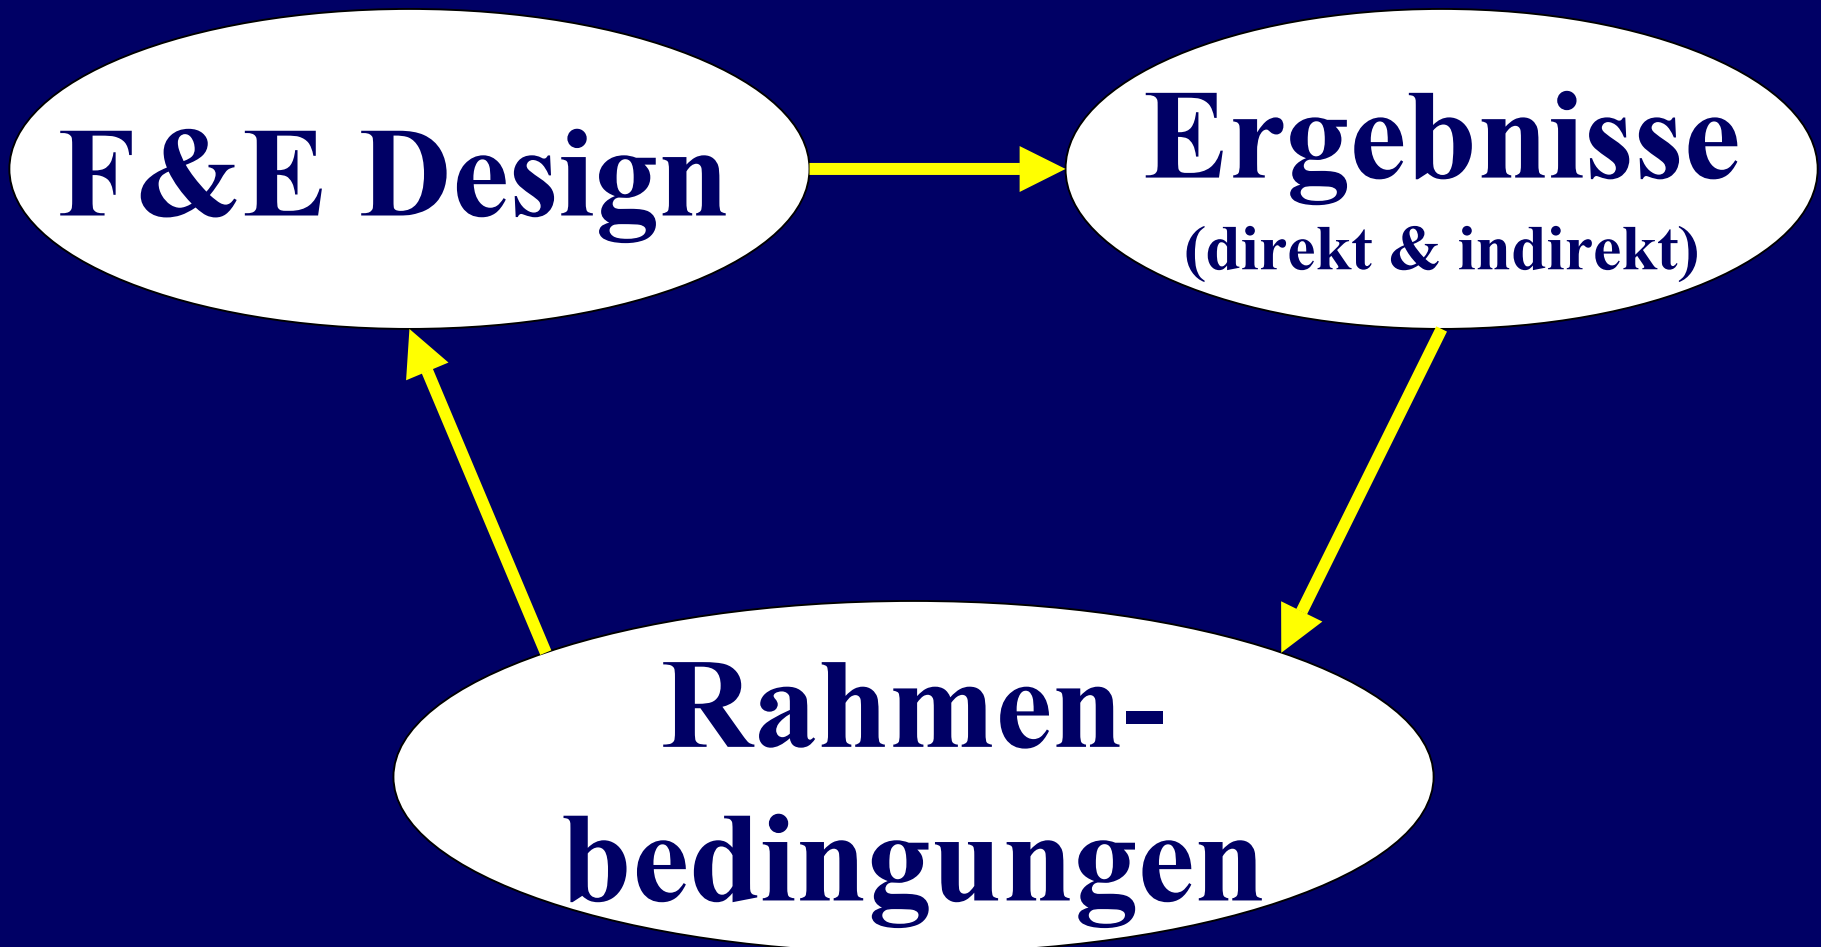 F&E Design
Ergebnisse
(direkt & indirekt)
Rahmen-
bedingungen